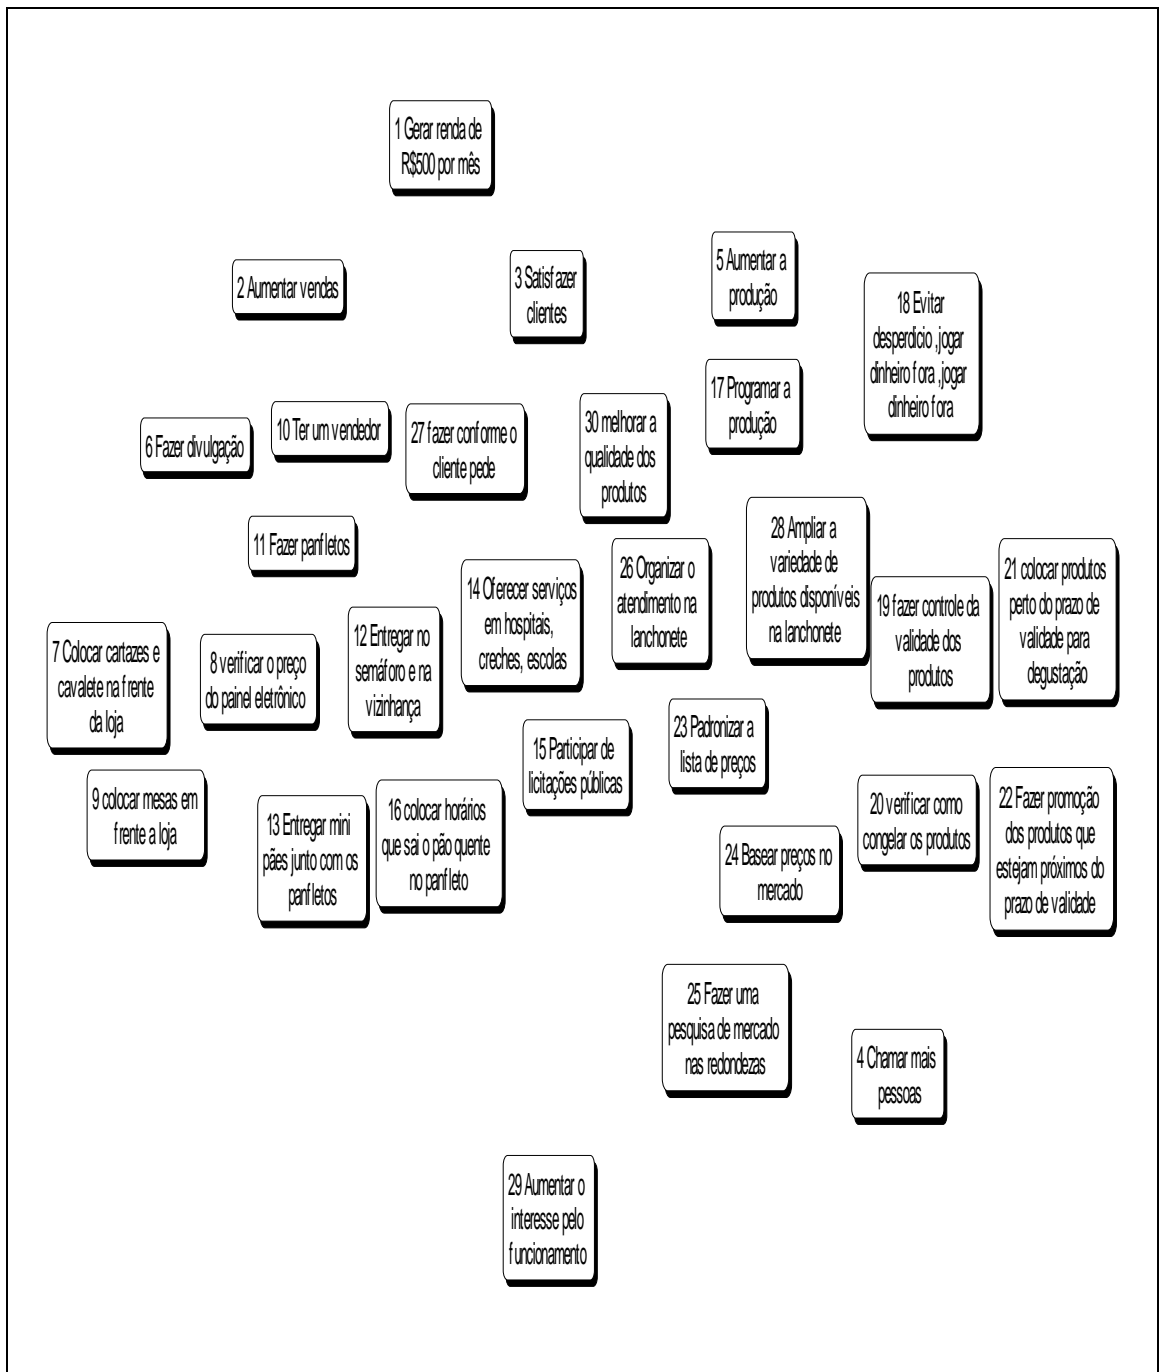 1 Gerar renda de
R$500 por mês
2 Aumentar vendas
3 Satisfazer
clientes
5 Aumentar a
produção
18 Evitar
desperdício ,jogar
dinheiro fora ,jogar
dinheiro fora
17 Programar a
produção
6 Fazer divulgação
10 Ter um vendedor
27 fazer conforme o
cliente pede
30 melhorar a
qualidade dos
produtos
11 Fazer panfletos
14 Oferecer serviços
em hospitais,
creches, escolas
26 Organizar o
atendimento na
lanchonete
28 Ampliar a
variedade de
produtos disponíveis
na lanchonete
19 fazer controle da
validade dos
produtos
21 colocar produtos
perto do prazo de
validade para
degustação
7 Colocar cartazes e
cavalete na frente
da loja
8 verificar o preço
do painel eletrônico
12 Entregar no
semáforo e na
vizinhança
15 Participar de
licitações públicas
23 Padronizar a
lista de preços
9 colocar mesas em
frente a loja
13 Entregar mini
pães junto com os
panfletos
16 colocar horários
que sai o pão quente
no panfleto
24 Basear preços no
mercado
20 verificar como
congelar os produtos
22 Fazer promoção
dos produtos que
estejam próximos do
prazo de validade
25 Fazer uma
pesquisa de mercado
nas redondezas
4 Chamar mais
pessoas
29 Aumentar o
interesse pelo
funcionamento